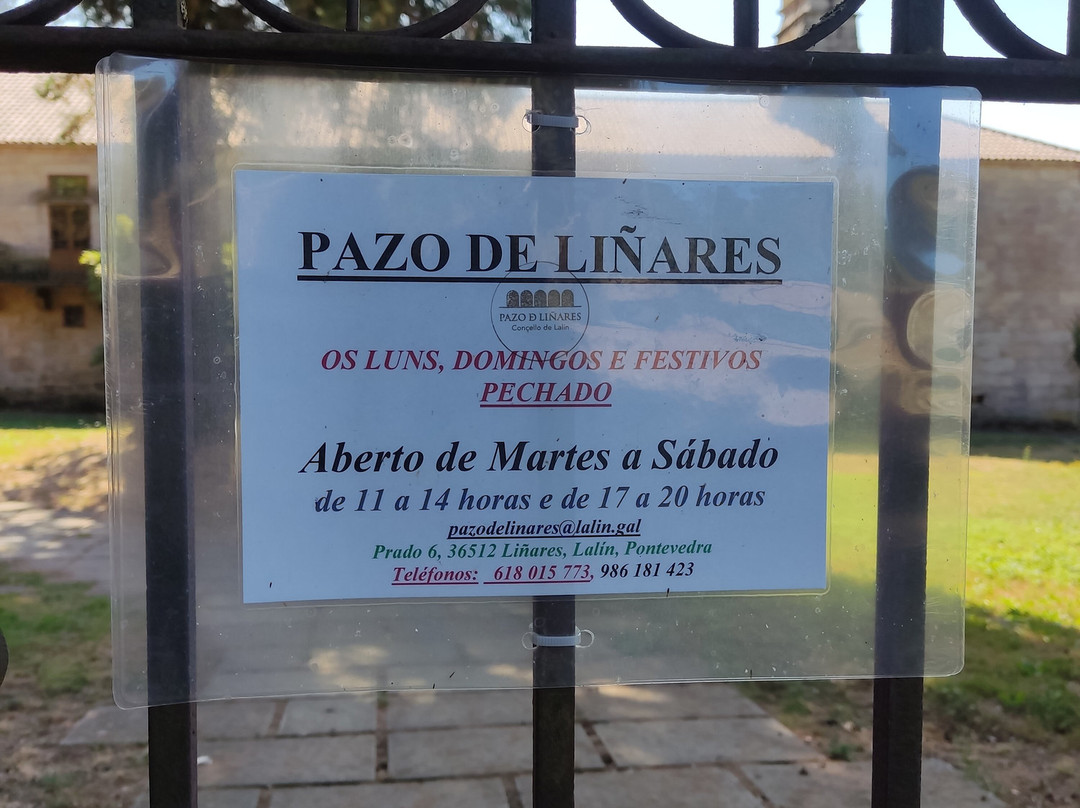 PAZO DE LIÑARES
PAZO D LIÑARES
Concello de Lalín
OS LUNS, DOMINGOS E FESTIVOS
PECHADO
Aberto de Martes a Sábado
de 11 a 14 horas e de 17 a 20 horas
pazodelinares@lalin.gal
Prado 6, 36512 Liñares, Lalín, Pontevedra
Teléfonos: 618 015 773, 986 181 423